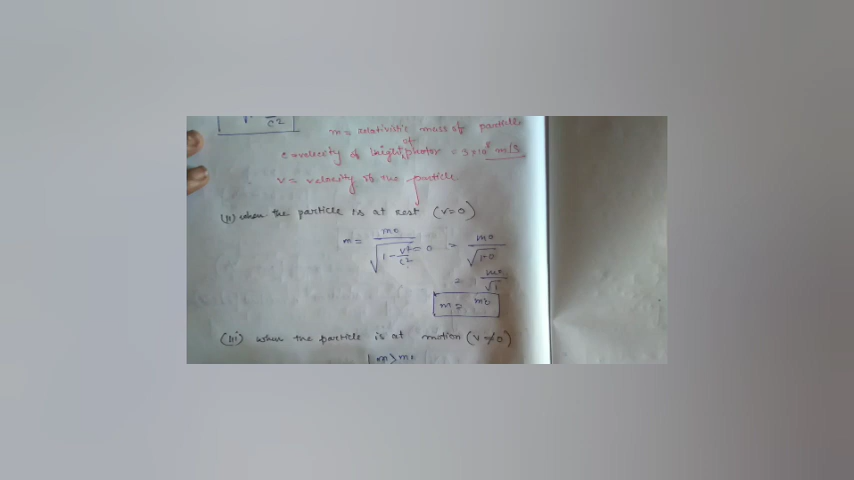 c2
m = relativistic mass of particle
of
c = velocity of light photon = 3×10⁸ m/s
v = velocity of the particle
(ii) when the particle is at rest (v=0)
m = m0 / √(1 - v²/c²) = 0 = m0 / √1-0
= m0 / √1
m = m0
(iii) when the particle is at motion (v ≠ 0)
m > m0